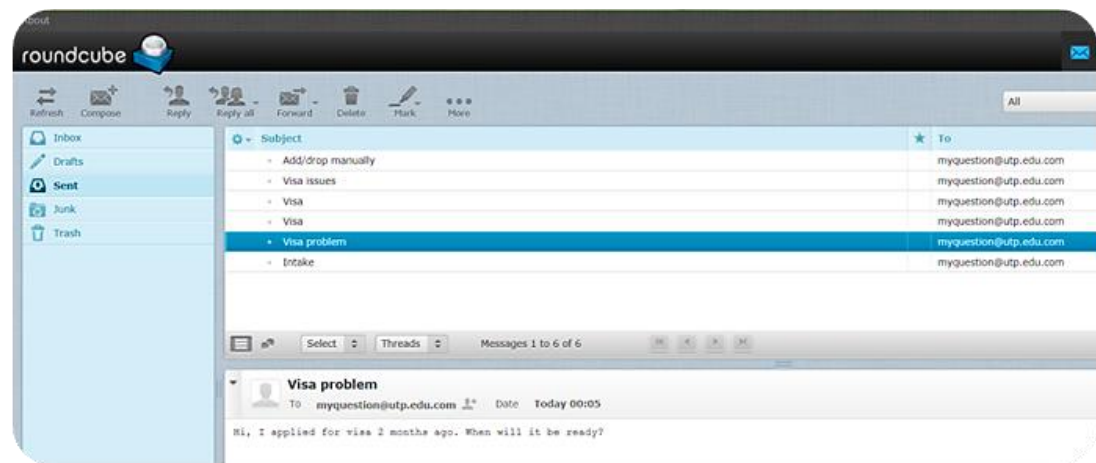 About
roundcube
Refresh Compose Reply Reply all Forward Delete Mark More All
Inbox
Drafts
Sent
Junk
Trash
Subject To
Add/drop manually myquestion@utp.edu.com
Visa issues myquestion@utp.edu.com
Visa myquestion@utp.edu.com
Visa myquestion@utp.edu.com
Visa problem myquestion@utp.edu.com
Intake myquestion@utp.edu.com
Select Threads Messages 1 to 6 of 6
Visa problem
To myquestion@utp.edu.com Date Today 00:05
Hi, I applied for visa 2 months ago. When will it be ready?